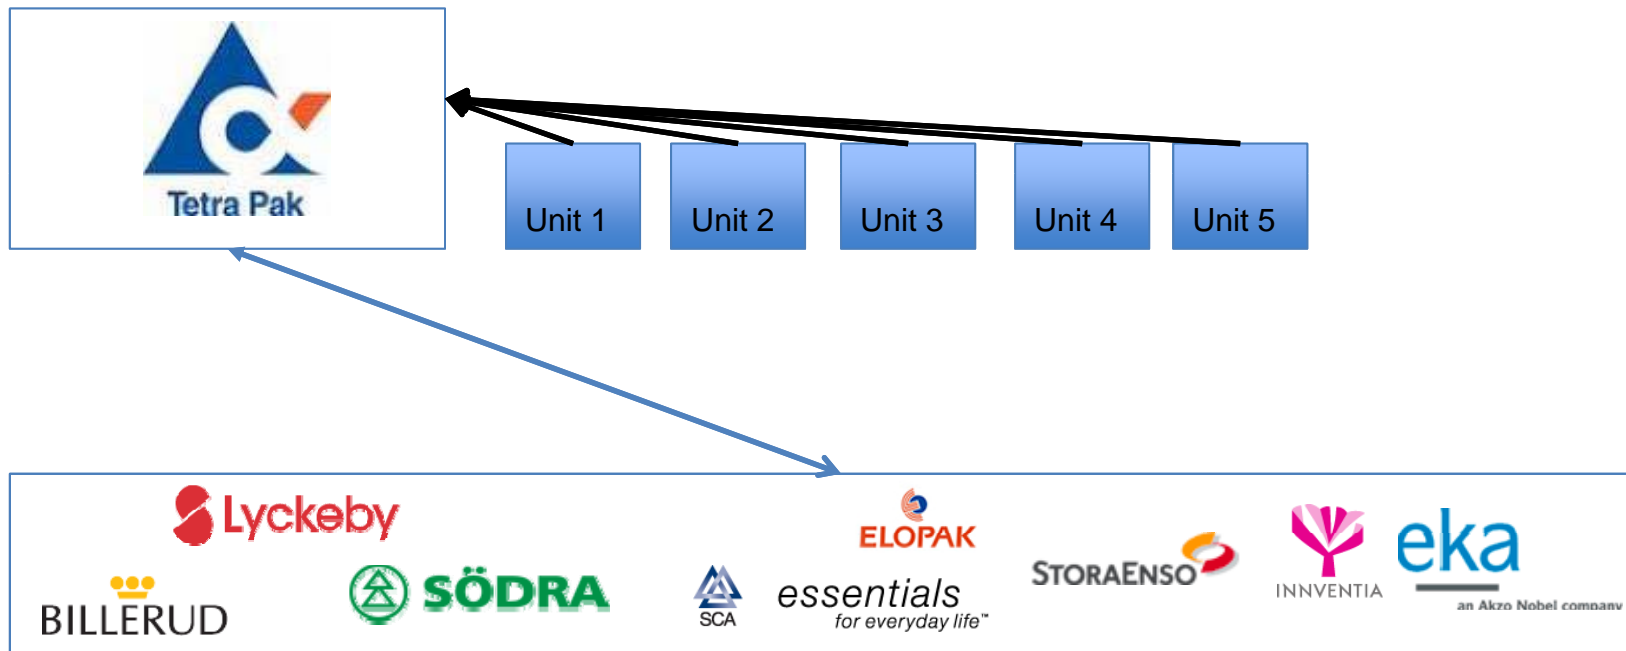 Tetra Pak
Unit 1
Unit 2
Unit 3
Unit 4
Unit 5
Lyckeby
ELOPAK
STORAENSO
INNVENTIA
eka
an Akzo Nobel company
BILLERUD
SÖDRA
SCA
essentials
for everyday life™